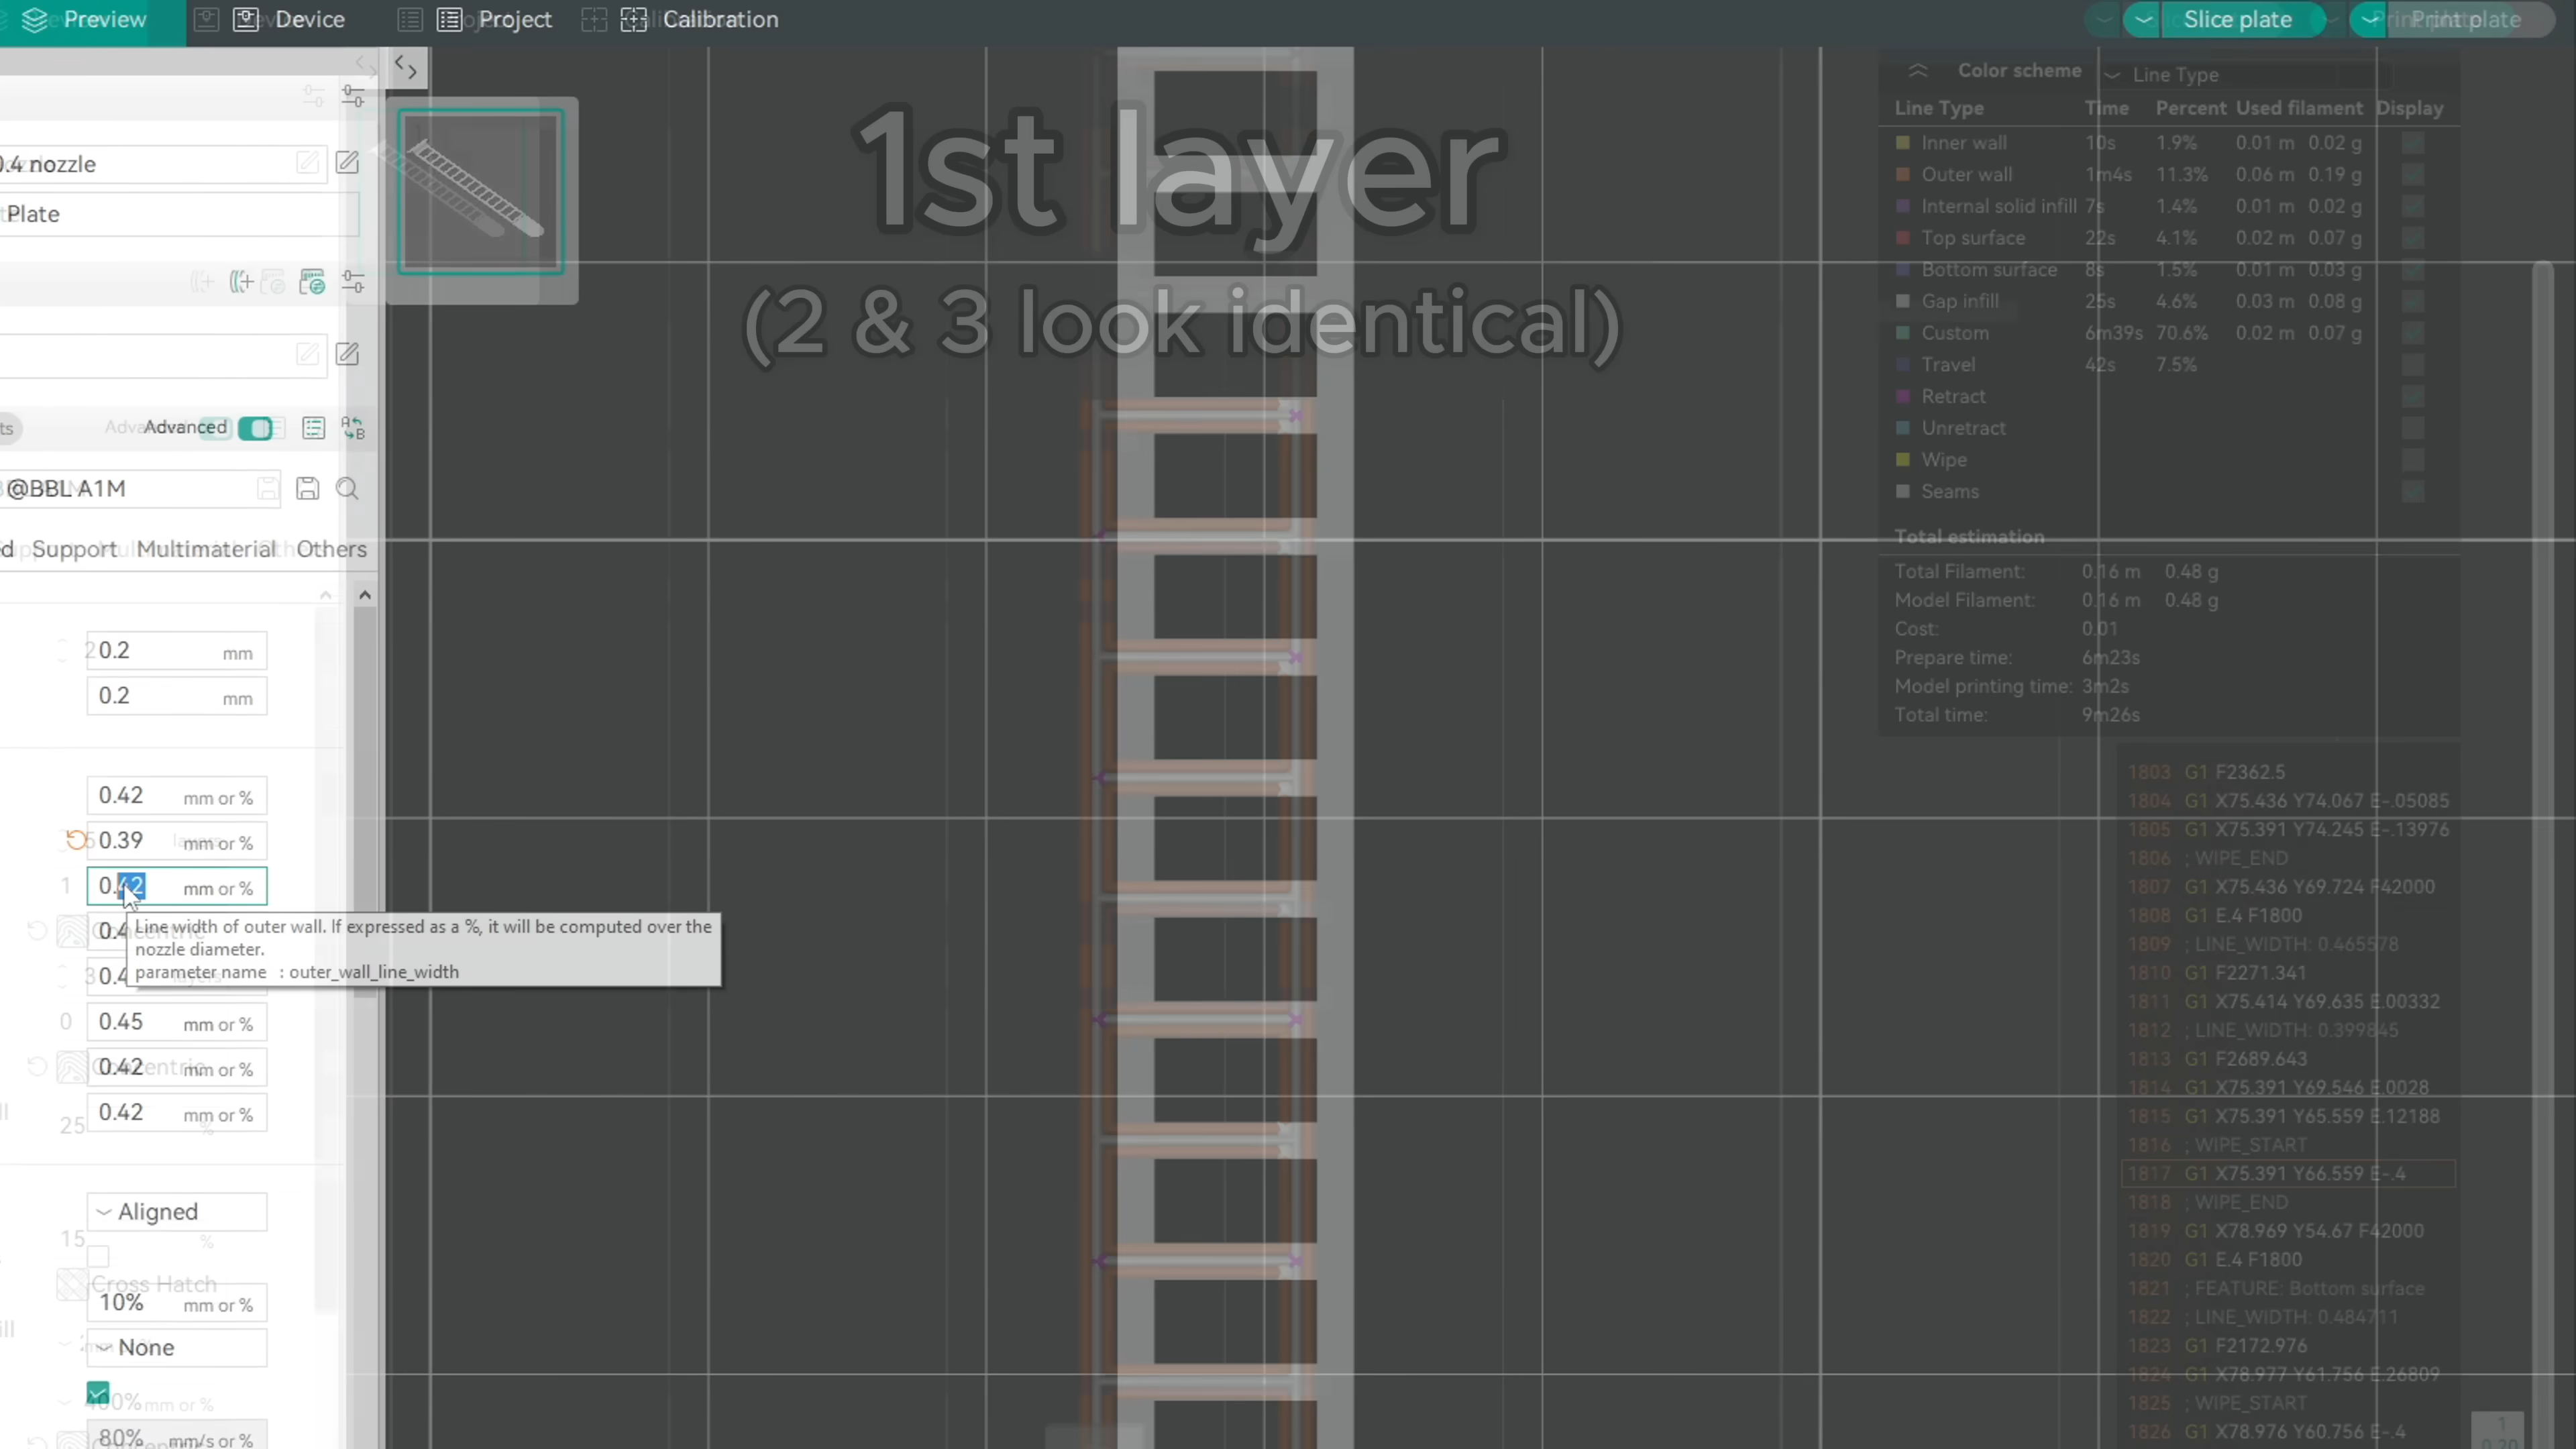 Preview
Device
Project
Calibration
Slice plate
Print plate
0.4 nozzle
Plate
Advanced
@BBL A1M
Support
Multimaterial
Others
0.2 mm
0.2 mm
0.42 mm or %
0.39 mm or %
0.42 mm or %
Line width of outer wall. If expressed as a %, it will be computed over the
nozzle diameter.
parameter name : outer_wall_line_width
0.45 mm or %
0.42 mm or %
0.42 mm or %
25 %
Aligned
15 %
Cross Hatch
10% mm or %
None
400% mm or %
80% mm/s or %
1st layer
(2 & 3 look identical)
Color scheme
Line Type
Line Type Time Percent Used filament Display
Inner wall 10s 1.9% 0.01 m 0.02 g
Outer wall 1m4s 11.3% 0.06 m 0.19 g
Internal solid infill 7s 1.4% 0.01 m 0.02 g
Top surface 22s 4.1% 0.02 m 0.07 g
Bottom surface 8s 1.5% 0.01 m 0.03 g
Gap infill 25s 4.6% 0.03 m 0.08 g
Custom 6m39s 70.6% 0.02 m 0.07 g
Travel 42s 7.5%
Retract
Unretract
Wipe
Seams
Total estimation
Total Filament: 0.16 m 0.48 g
Model Filament: 0.16 m 0.48 g
Cost: 0.01
Prepare time: 6m23s
Model printing time: 3m2s
Total time: 9m26s
1803 G1 F2362.5
1804 G1 X75.436 Y74.067 E-.05085
1805 G1 X75.391 Y74.245 E-.13976
1806 ; WIPE_END
1807 G1 X75.436 Y69.724 F42000
1808 G1 E.4 F1800
1809 ; LINE_WIDTH: 0.465578
1810 G1 F2271.341
1811 G1 X75.414 Y69.635 E.00332
1812 ; LINE_WIDTH: 0.399845
1813 G1 F2689.643
1814 G1 X75.391 Y69.546 E.0028
1815 G1 X75.391 Y65.559 E.12188
1816 ; WIPE_START
1817 G1 X75.391 Y66.559 E-.4
1818 ; WIPE_END
1819 G1 X78.969 Y54.67 F42000
1820 G1 E.4 F1800
1821 ; FEATURE: Bottom surface
1822 ; LINE_WIDTH: 0.484711
1823 G1 F2172.976
1824 G1 X78.977 Y61.756 E.26809
1825 ; WIPE_START
1826 G1 X78.976 Y60.756 E-.4